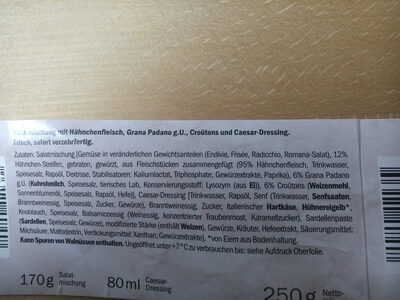 Salatmischung mit Hähnchenfleisch, Grana Padano g.U., Croûtons und Caesar-Dressing.
Frisch, sofort verzehrfertig.
Zutaten: Salatmischung [Gemüse in veränderlichen Gewichtsanteilen (Endivie, Frisée, Radicchio, Romana-Salat), 12%
Hähnchen-Streifen, gebraten, gewürzt, aus Fleischstücken zusammengefügt (95% Hähnchenfleisch, Trinkwasser,
Speisesalz, Rapsöl, Dextrose, Stabilisatoren: Kaliumlactat, Triphosphate; Gewürzextrakte, Paprika), 6% Grana Padano
g.U. (Kuhrohmilch, Speisesalz, tierisches Lab, Konservierungsstoff: Lysozym (aus Ei)), 6% Croûtons (Weizenmehl,
Sonnenblumenöl, Speisesalz, Hefe), Caesar-Dressing [Trinkwasser, Rapsöl, Senf (Trinkwasser, Senfsaaten,
Branntweinessig, Speisesalz, Zucker, Gewürze), Branntweinessig, Zucker, italienischer Hartkäse, Hühnereigelb*,
Knoblauch, Speisesalz, Balsamicoessig (Weinessig, konzentrierter Traubenmost, Karamellzucker), Sardellenpaste
(Sardellen, Speisesalz, Gewürze), modifizierte Stärke (enthält Weizen), Gewürze, Kräuter, Hefeextrakt, Säuerungsmittel:
Milchsäure; Maltodextrin, Verdickungsmittel: Xanthan; Gewürzextrakte]. *von Eiern aus Bodenhaltung.
Kann Spuren von Walnüssen enthalten. Ungeöffnet unter +7°C zu verbrauchen bis: siehe Aufdruck Oberfolie.
170g Salat-
mischung
80ml Caesar-
Dressing
250g Netto-